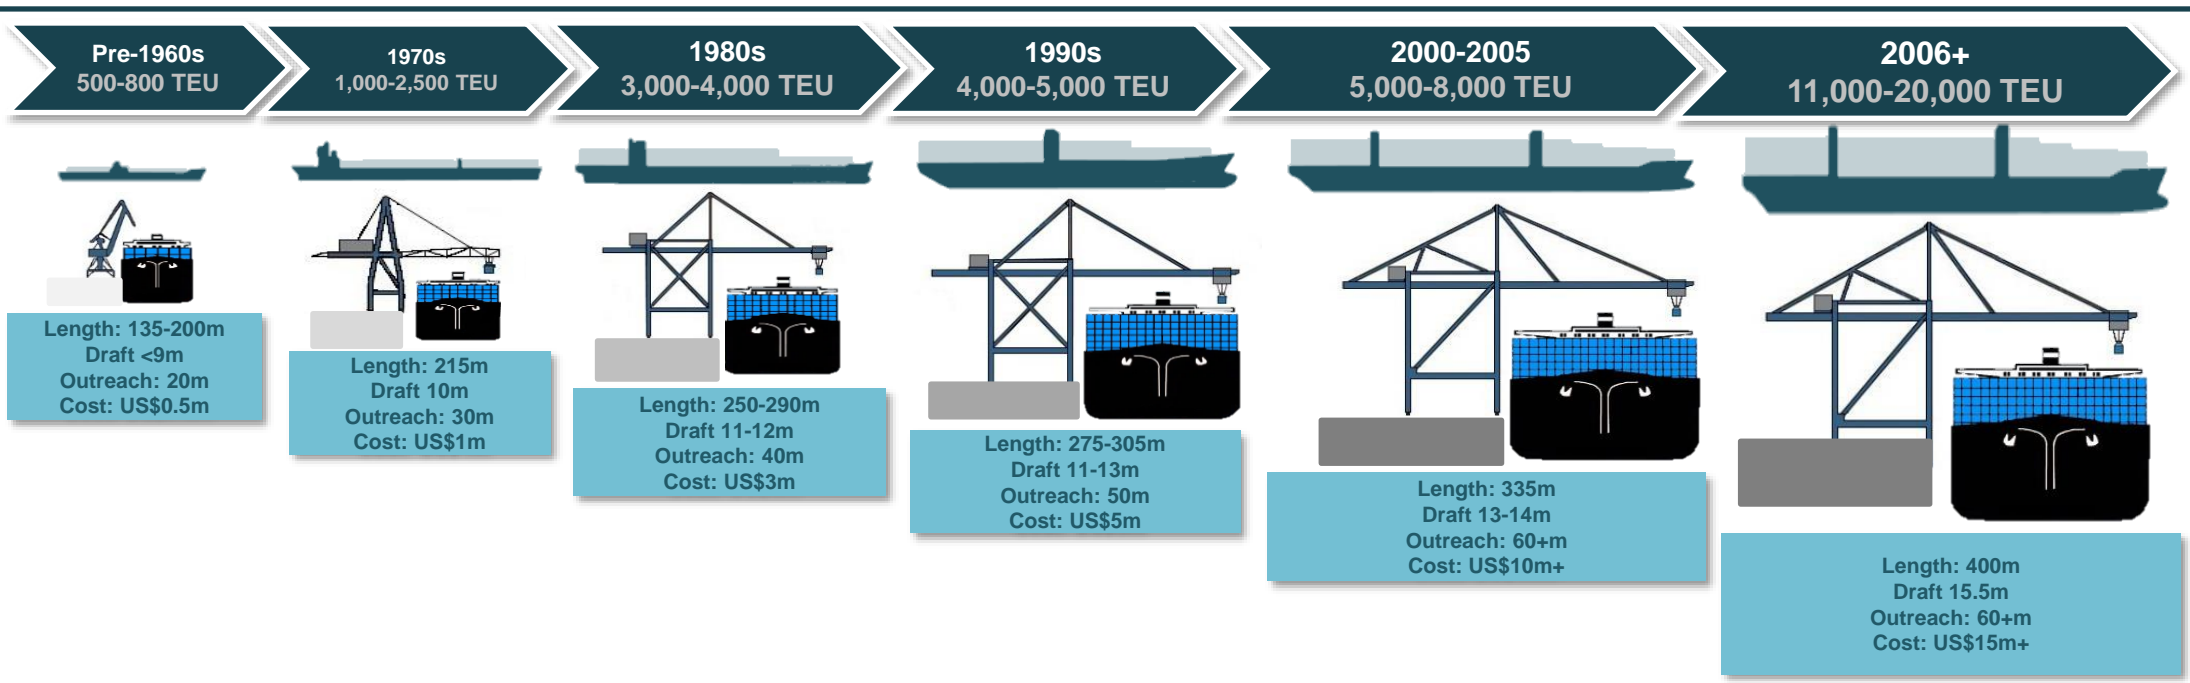 Pre-1960s
500-800 TEU
1970s
1,000-2,500 TEU
1980s
3,000-4,000 TEU
1990s
4,000-5,000 TEU
2000-2005
5,000-8,000 TEU
2006+
11,000-20,000 TEU
Length: 135-200m
Draft <9m
Outreach: 20m
Cost: US$0.5m
Length: 215m
Draft 10m
Outreach: 30m
Cost: US$1m
Length: 250-290m
Draft 11-12m
Outreach: 40m
Cost: US$3m
Length: 275-305m
Draft 11-13m
Outreach: 50m
Cost: US$5m
Length: 335m
Draft 13-14m
Outreach: 60+m
Cost: US$10m+
Length: 400m
Draft 15.5m
Outreach: 60+m
Cost: US$15m+